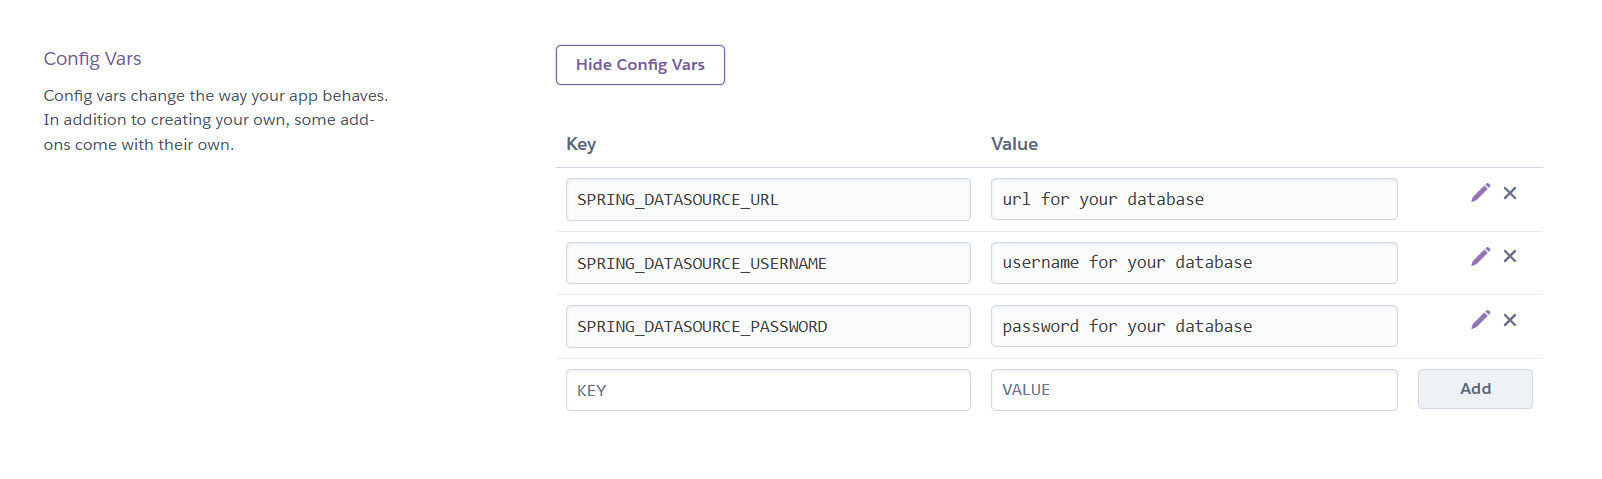 Config Vars
Config vars change the way your app behaves.
In addition to creating your own, some add-
ons come with their own.
Hide Config Vars
Key Value
SPRING_DATASOURCE_URL url for your database
SPRING_DATASOURCE_USERNAME username for your database
SPRING_DATASOURCE_PASSWORD password for your database
KEY VALUE Add